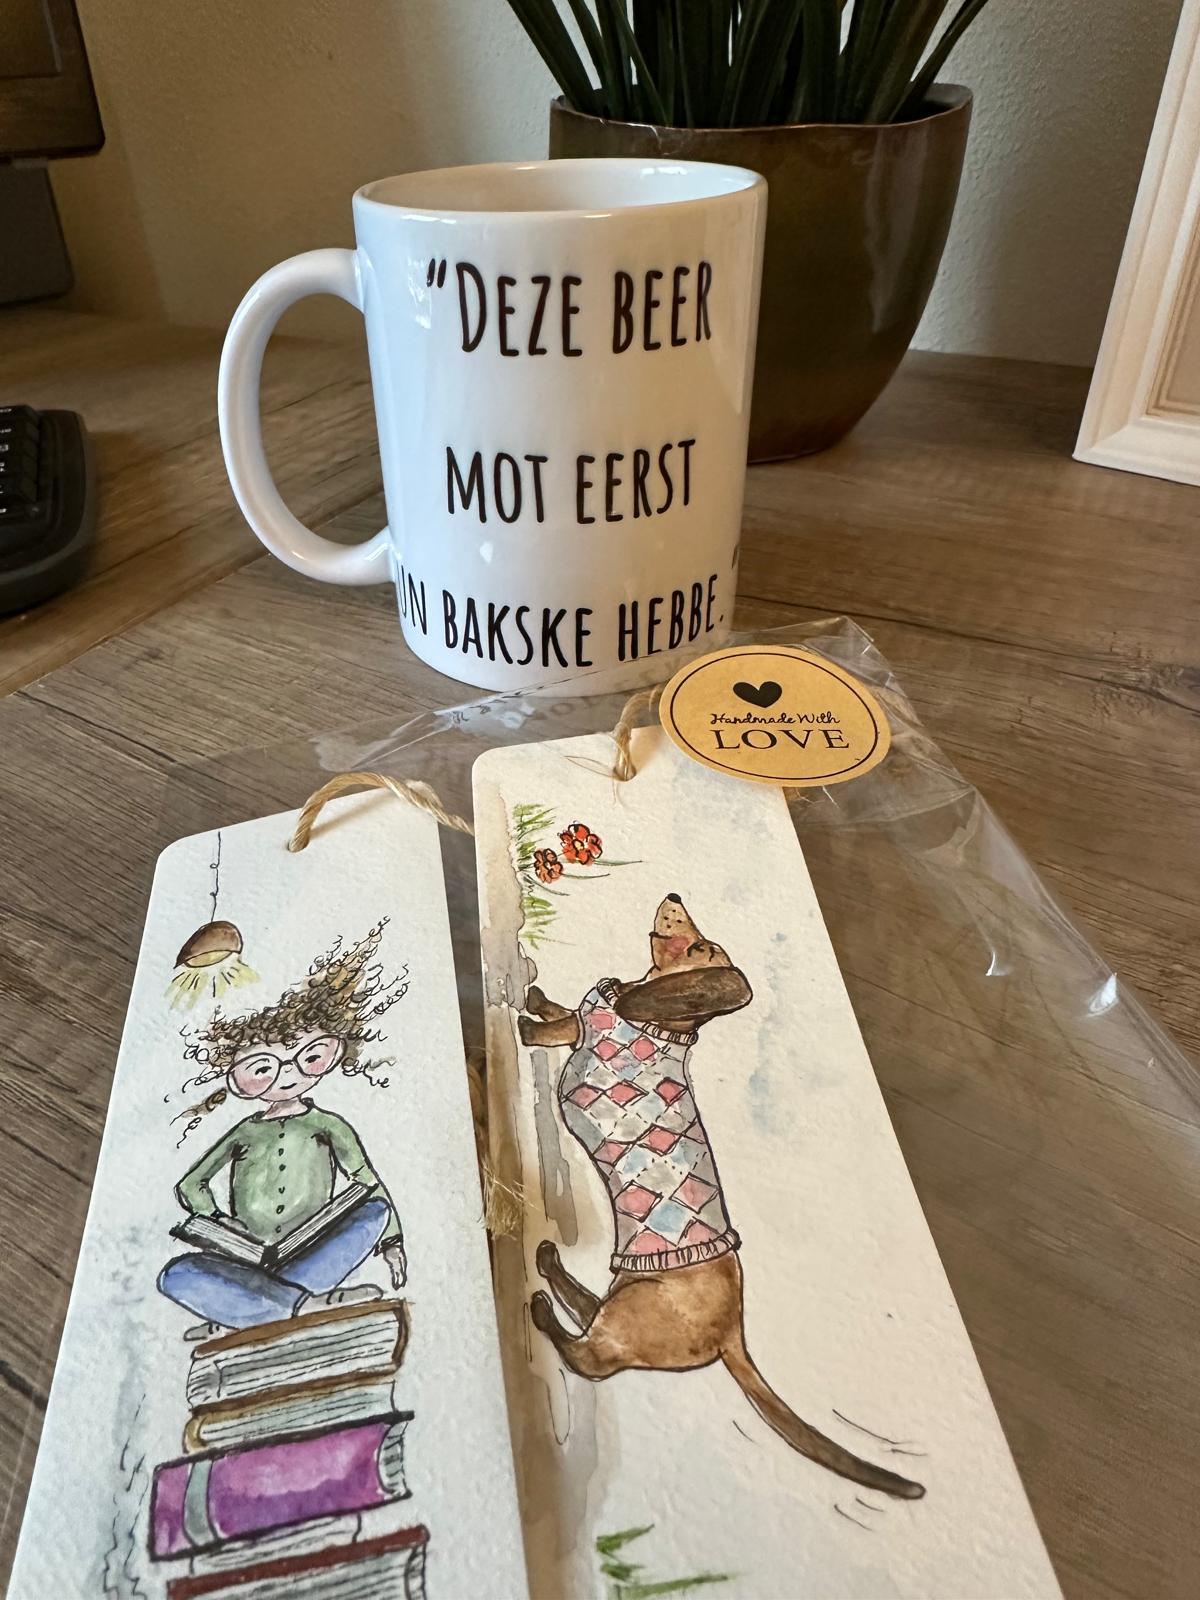 “DEZE BEER
MOT EERST
UN BAKSKE HEBBE.”
Handmade With
LOVE